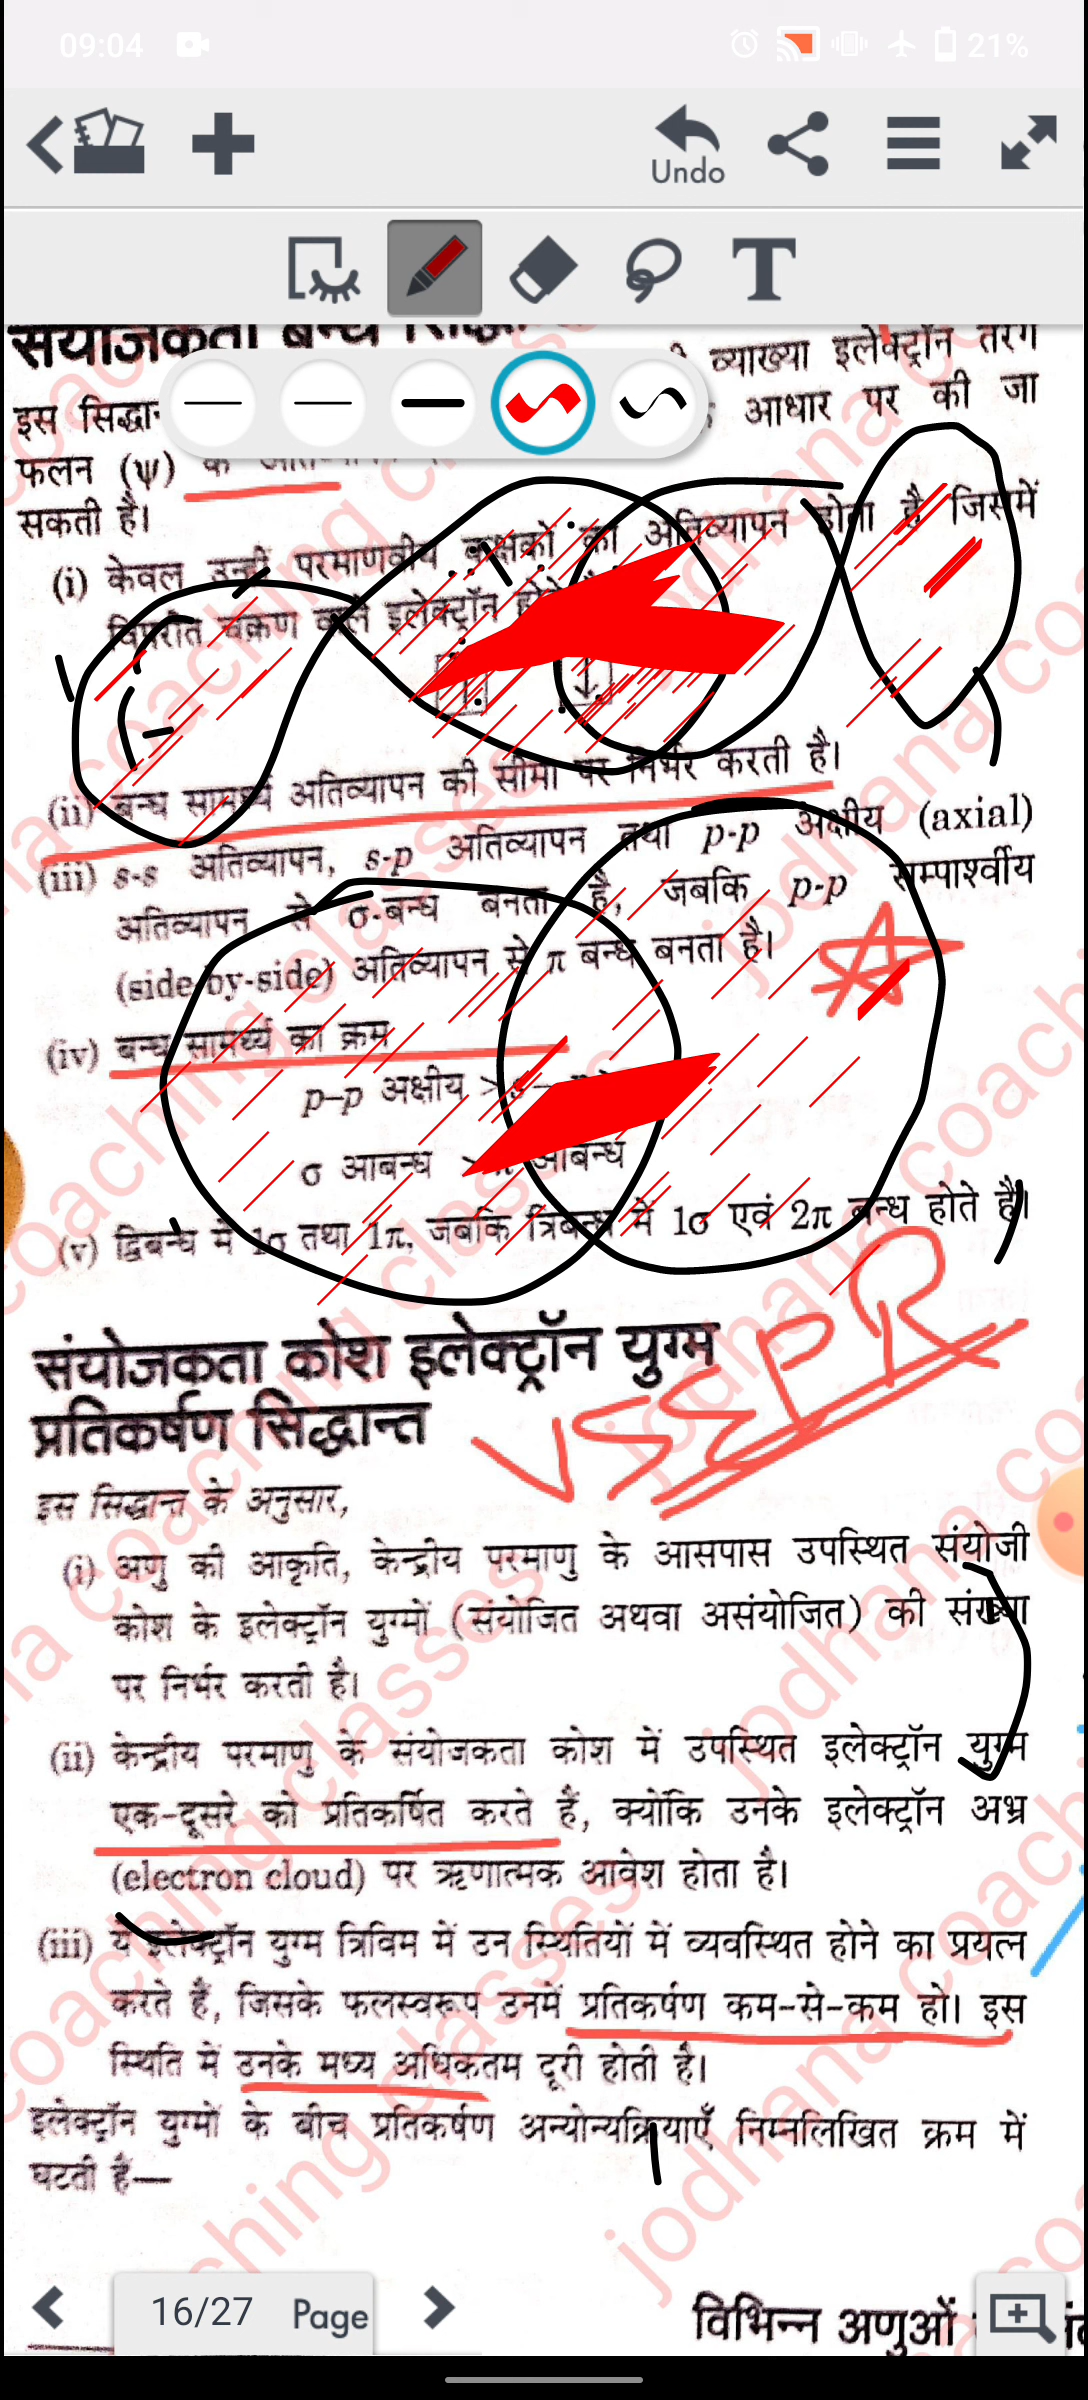 09:04
21%
Undo
T
संयोजकता बन्ध
व्याख्या इलेक्ट्रॉन तरंग
इस
आधार पर की जा
फलन (ψ) के
सकती है।
(i) केवल उन्हीं परमाणवीय कक्षकों का अतिव्यापन होता है जिसमें
विपरीत चक्रण वाले इलेक्ट्रॉन
(ii) बन्ध सामर्थ्य अतिव्यापन की सीमा पर निर्भर करती है।
(iii) s-s अतिव्यापन, s-p अतिव्यापन तथा p-p अक्षीय (axial)
अतिव्यापन से σ-बन्ध बनता है, जबकि p-p सम्पार्श्वीय
(side-by-side) अतिव्यापन से π बन्ध बनता है।
(iv) बन्ध सामर्थ्य का क्रम
p–p अक्षीय > s–
σ आबन्ध > आबन्ध
(v) द्विबन्ध में 1σ तथा 1π, जबकि त्रिबन्ध में 1σ एवं 2π बन्ध होते हैं।
संयोजकता कोश इलेक्ट्रॉन युग्म
प्रतिकर्षण सिद्धान्त
VSEPR
इस सिद्धान्त के अनुसार,
(i) अणु की आकृति, केन्द्रीय परमाणु के आसपास उपस्थित संयोजी
कोश के इलेक्ट्रॉन युग्मों (संयोजित अथवा असंयोजित) की संख्या
पर निर्भर करती है।
(ii) केन्द्रीय परमाणु के संयोजकता कोश में उपस्थित इलेक्ट्रॉन युग्म
एक-दूसरे को प्रतिकर्षित करते हैं, क्योंकि उनके इलेक्ट्रॉन अभ्र
(electron cloud) पर ऋणात्मक आवेश होता है।
(iii) ये इलेक्ट्रॉन युग्म त्रिविम में उन स्थितियों में व्यवस्थित होने का प्रयत्न
करते हैं, जिसके फलस्वरूप उनमें प्रतिकर्षण कम-से-कम हो। इस
स्थिति में उनके मध्य अधिकतम दूरी होती है।
इलेक्ट्रॉन युग्मों के बीच प्रतिकर्षण अन्योन्यक्रियाएँ निम्नलिखित क्रम में
घटती हैं—
16/27 Page
विभिन्न अणुओं
jodhana coaching classes